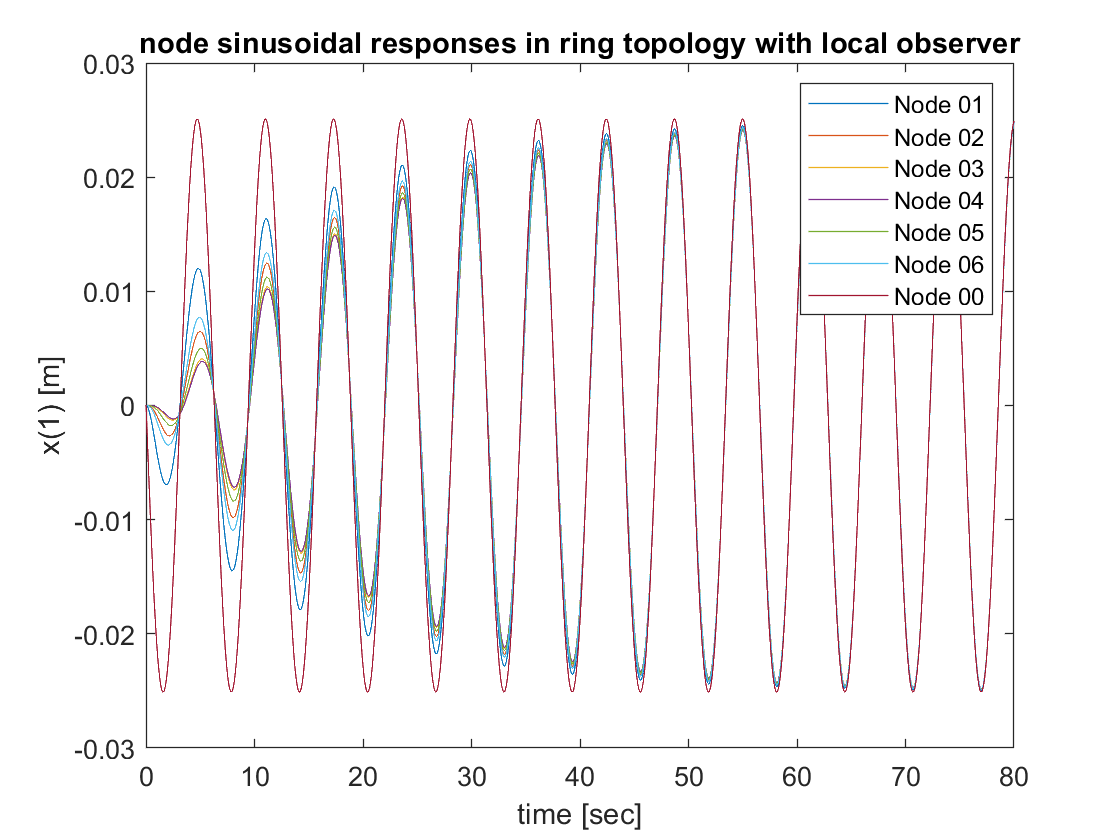 node sinusoidal responses in ring topology with local observer
0.03
0.02
0.01
0
-0.01
-0.02
-0.03
x(1) [m]
Node 01
Node 02
Node 03
Node 04
Node 05
Node 06
Node 00
0 10 20 30 40 50 60 70 80
time [sec]